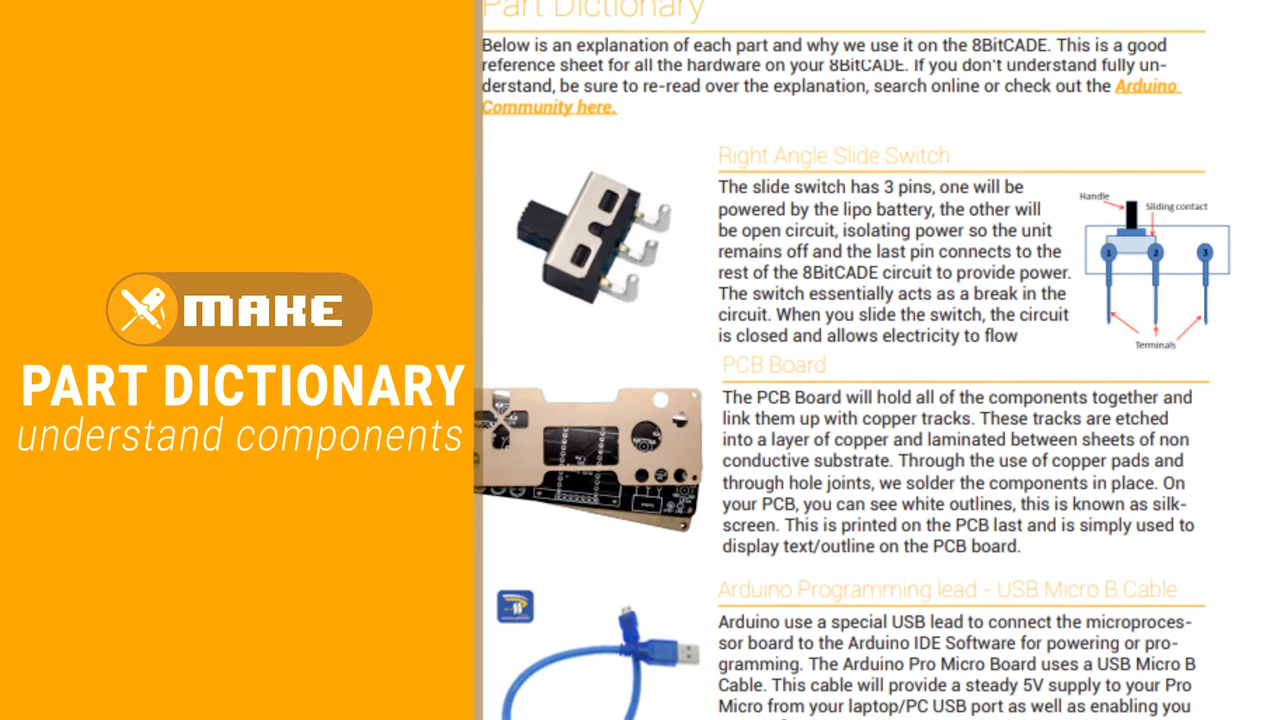 MAKE
PART DICTIONARY
understand components
Part Dictionary
Below is an explanation of each part and why we use it on the 8BitCADE. This is a good
reference sheet for all the hardware on your 8BitCADE. If you don't understand fully un-
derstand, be sure to re-read over the explanation, search online or check out the Arduino
Community here.
Right Angle Slide Switch
The slide switch has 3 pins, one will be
powered by the lipo battery, the other will
be open circuit, isolating power so the unit
remains off and the last pin connects to the
rest of the 8BitCADE circuit to provide power.
The switch essentially acts as a break in the
circuit. When you slide the switch, the circuit
is closed and allows electricity to flow
Handle
Sliding contact
1
2
3
Terminals
PCB Board
The PCB Board will hold all of the components together and
link them up with copper tracks. These tracks are etched
into a layer of copper and laminated between sheets of non
conductive substrate. Through the use of copper pads and
through hole joints, we solder the components in place. On
your PCB, you can see white outlines, this is known as silk-
screen. This is printed on the PCB last and is simply used to
display text/outline on the PCB board.
Arduino Programming lead - USB Micro B Cable
Arduino use a special USB lead to connect the microproces-
sor board to the Arduino IDE Software for powering or pro-
gramming. The Arduino Pro Micro Board uses a USB Micro B
Cable. This cable will provide a steady 5V supply to your Pro
Micro from your laptop/PC USB port as well as enabling you